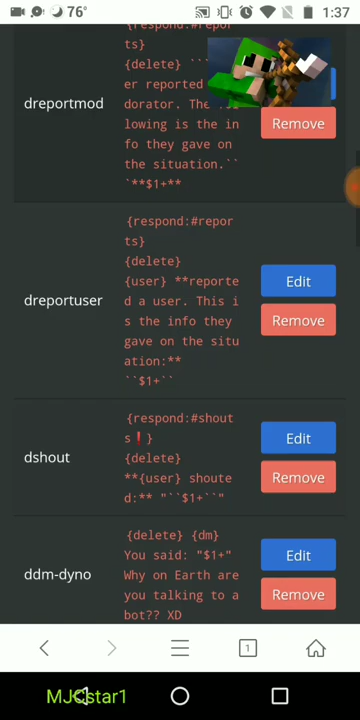 76°
1:37
{respond:#repor
ts}
{delete} ```
er reported
dreportmod
dorator. The
lowing is the in
fo they gave on
the situation.``
`**$1+**
Remove
{respond:#repor
ts}
{delete}
{user} **reporte
d a user. This i
s the info they
gave on the situ
ation:**
``$1+``
dreportuser
Edit
Remove
{respond:#shout
s❗}
{delete}
**{user} shoute
d:** "``$1+``"
dshout
Edit
Remove
{delete} {dm}
You said: "$1+"
Why on Earth are
you talking to a
bot?? XD
ddm-dyno
Edit
Remove
1
MJCstar1